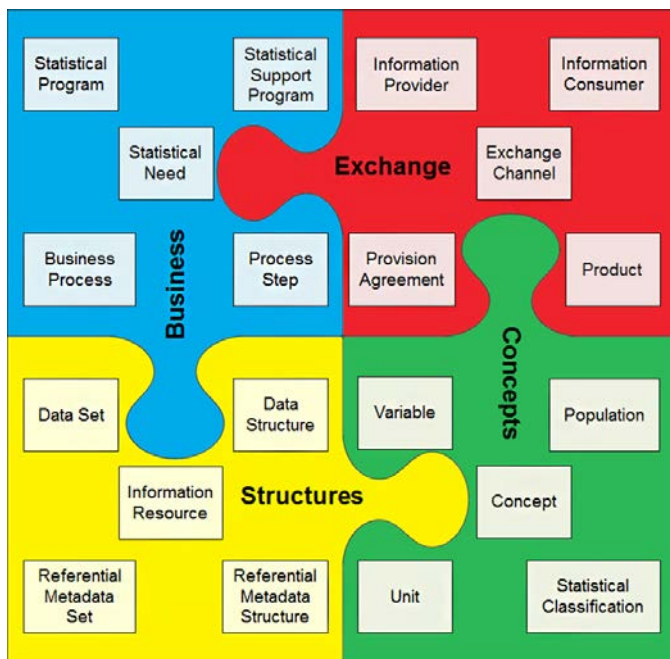 Statistical
Program
Statistical
Support
Program
Statistical
Need
Business
Business
Process
Process
Step
Information
Provider
Information
Consumer
Exchange
Exchange
Channel
Provision
Agreement
Product
Data Set
Data
Structure
Information
Resource
Structures
Referential
Metadata
Set
Referential
Metadata
Structure
Concepts
Variable
Population
Concept
Unit
Statistical
Classification